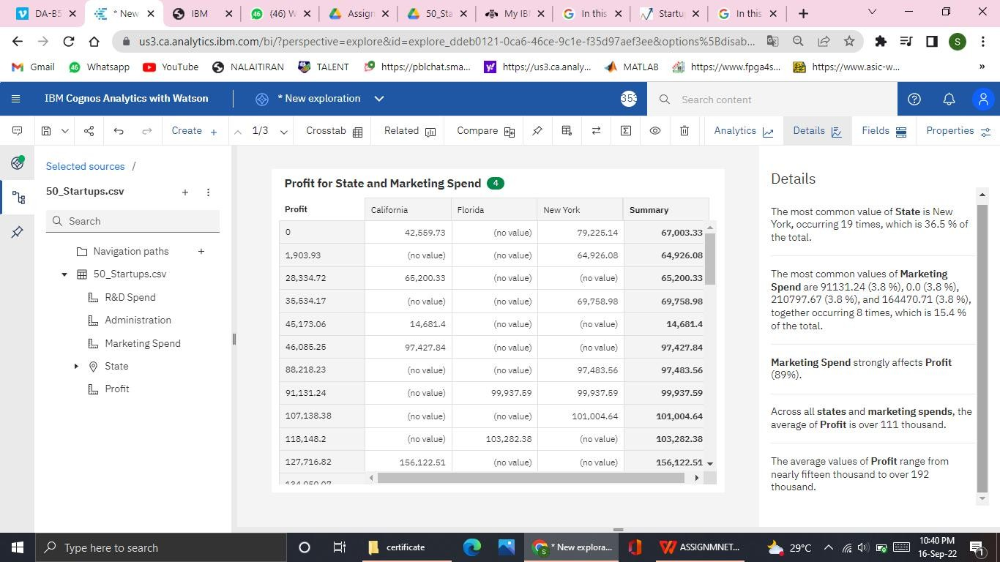 DA-B5
* New
IBM
(46) W
Assign
50_Sta
My IB
In this
Startu
In this
us3.ca.analytics.ibm.com/bi/?perspective=explore&id=explore_ddeb0121-0ca6-46ce-9c1e-f35d97aef3ee&options%5Bdisab...
S
Gmail
46 Whatsapp
YouTube
NALAITIRAN
TALENT
https://pblchat.sma...
https://us3.ca.analy...
MATLAB
https://www.fpga4s...
https://www.asic-w...
»
IBM Cognos Analytics with Watson
* New exploration
353
Search content
Create +
1/3
Crosstab
Related
Compare
Analytics
Details
Fields
Properties
Selected sources /
50_Startups.csv
Search
Navigation paths
50_Startups.csv
R&D Spend
Administration
Marketing Spend
State
Profit
Profit for State and Marketing Spend 4
Profit California Florida New York Summary
0 42,559.73 (no value) 79,225.14 67,003.33
1,903.93 (no value) (no value) 64,926.08 64,926.08
28,334.72 65,200.33 (no value) (no value) 65,200.33
35,534.17 (no value) (no value) 69,758.98 69,758.98
45,173.06 14,681.4 (no value) (no value) 14,681.4
46,085.25 97,427.84 (no value) (no value) 97,427.84
88,218.23 (no value) (no value) 97,483.56 97,483.56
91,131.24 (no value) 99,937.59 99,937.59 99,937.59
107,138.38 (no value) (no value) 101,004.64 101,004.64
118,148.2 (no value) 103,282.38 (no value) 103,282.38
127,716.82 156,122.51 (no value) (no value) 156,122.51
Details
The most common value of State is New
York, occurring 19 times, which is 36.5 % of
the total.
The most common values of Marketing
Spend are 91131.24 (3.8 %), 0.0 (3.8 %),
210797.67 (3.8 %), and 164470.71 (3.8 %),
together occurring 8 times, which is 15.4 %
of the total.
Marketing Spend strongly affects Profit
(89%).
Across all states and marketing spends, the
average of Profit is over 111 thousand.
The average values of Profit range from
nearly fifteen thousand to over 192
thousand.
Type here to search
certificate
* New explora...
ASSIGNMNET...
29°C
10:40 PM
16-Sep-22
1